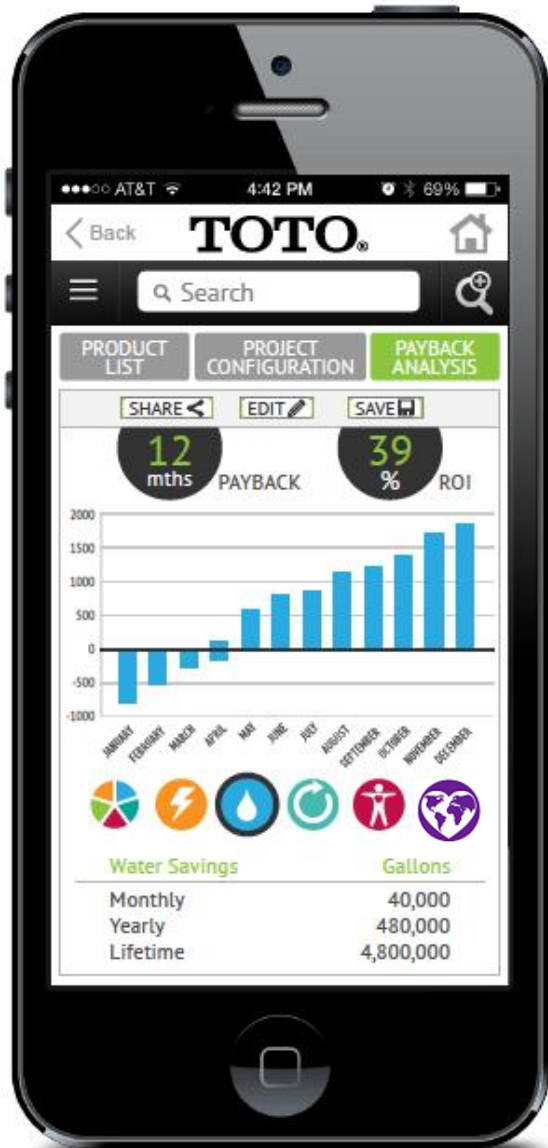 AT&T 4:42 PM 69%
Back TOTO®
Search
PRODUCT LIST
PROJECT CONFIGURATION
PAYBACK ANALYSIS
SHARE EDIT SAVE
12 mths PAYBACK
39 % ROI
2000
1500
1000
500
0
-500
-1000
JANUARY FEBRUARY MARCH APRIL MAY JUNE JULY AUGUST SEPTEMBER OCTOBER NOVEMBER DECEMBER
Water Savings Gallons
Monthly 40,000
Yearly 480,000
Lifetime 4,800,000